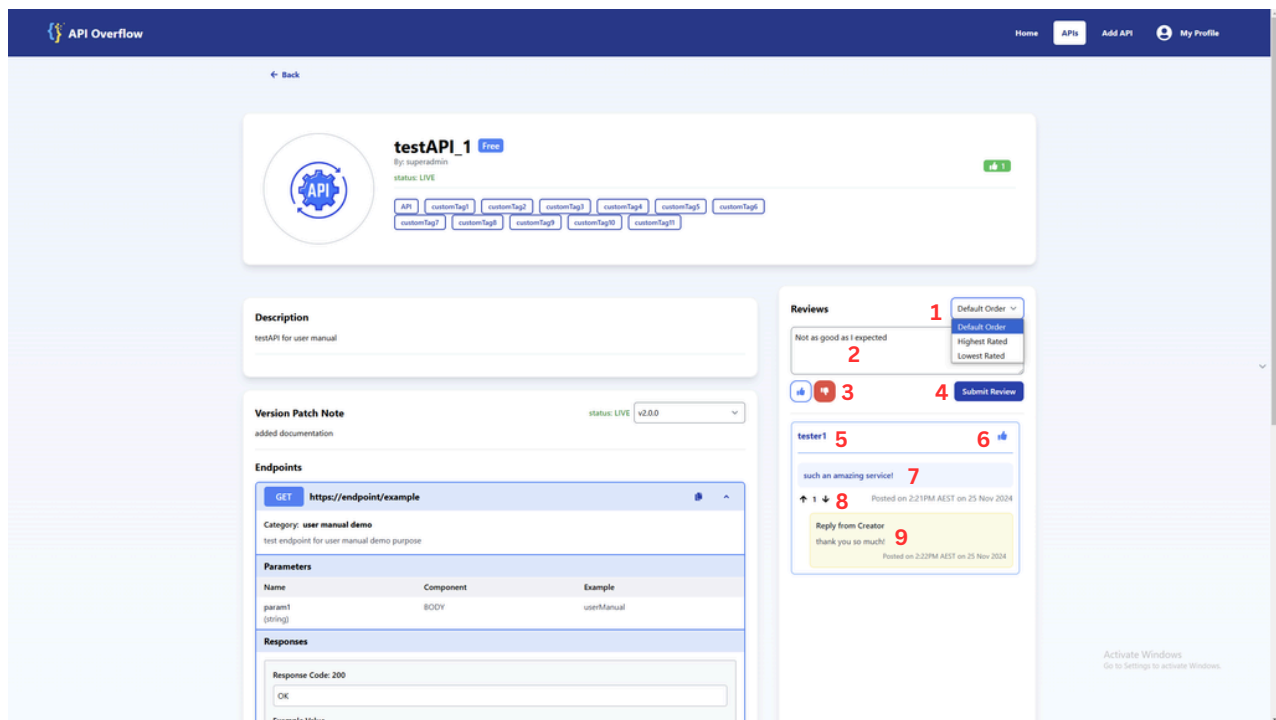 API Overflow
Home APIs Add API My Profile
← Back
API
testAPI_1 Free
By: superadmin
status: LIVE
1
API customTag1 customTag2 customTag3 customTag4 customTag5 customTag6
customTag7 customTag8 customTag9 customTag10 customTag11
Description
testAPI for user manual
Version Patch Note status: LIVE v2.0.0
added documentation
Endpoints
GET https://endpoint/example
Category: user manual demo
test endpoint for user manual demo purpose
Parameters
Name Component Example
param1 BODY userManual
(string)
Responses
Response Code: 200
OK
Example Value
Reviews 1 Default Order
Default Order
Highest Rated
Lowest Rated
Not as good as I expected
2
3 4 Submit Review
tester1 5 6
such an amazing service! 7
↑ 1 ↓ 8 Posted on 2:21PM AEST on 25 Nov 2024
Reply from Creator
thank you so much! 9
Posted on 2:22PM AEST on 25 Nov 2024
Activate Windows
Go to Settings to activate Windows.